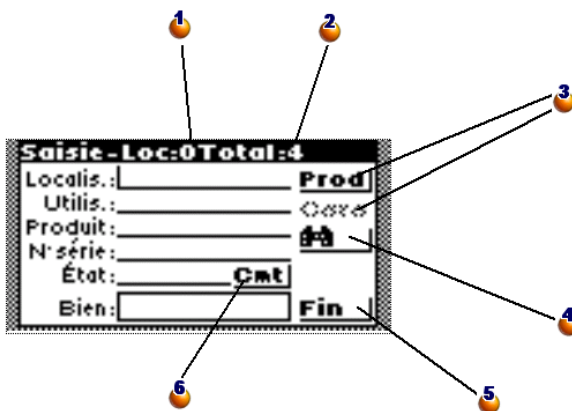 1
2
3
Saisie-Loc:0Total:4
Localis.: Prod
Utilis.: Cara
Produit:
N°série:
État: Cmt
4
Bien: Fin
6
5